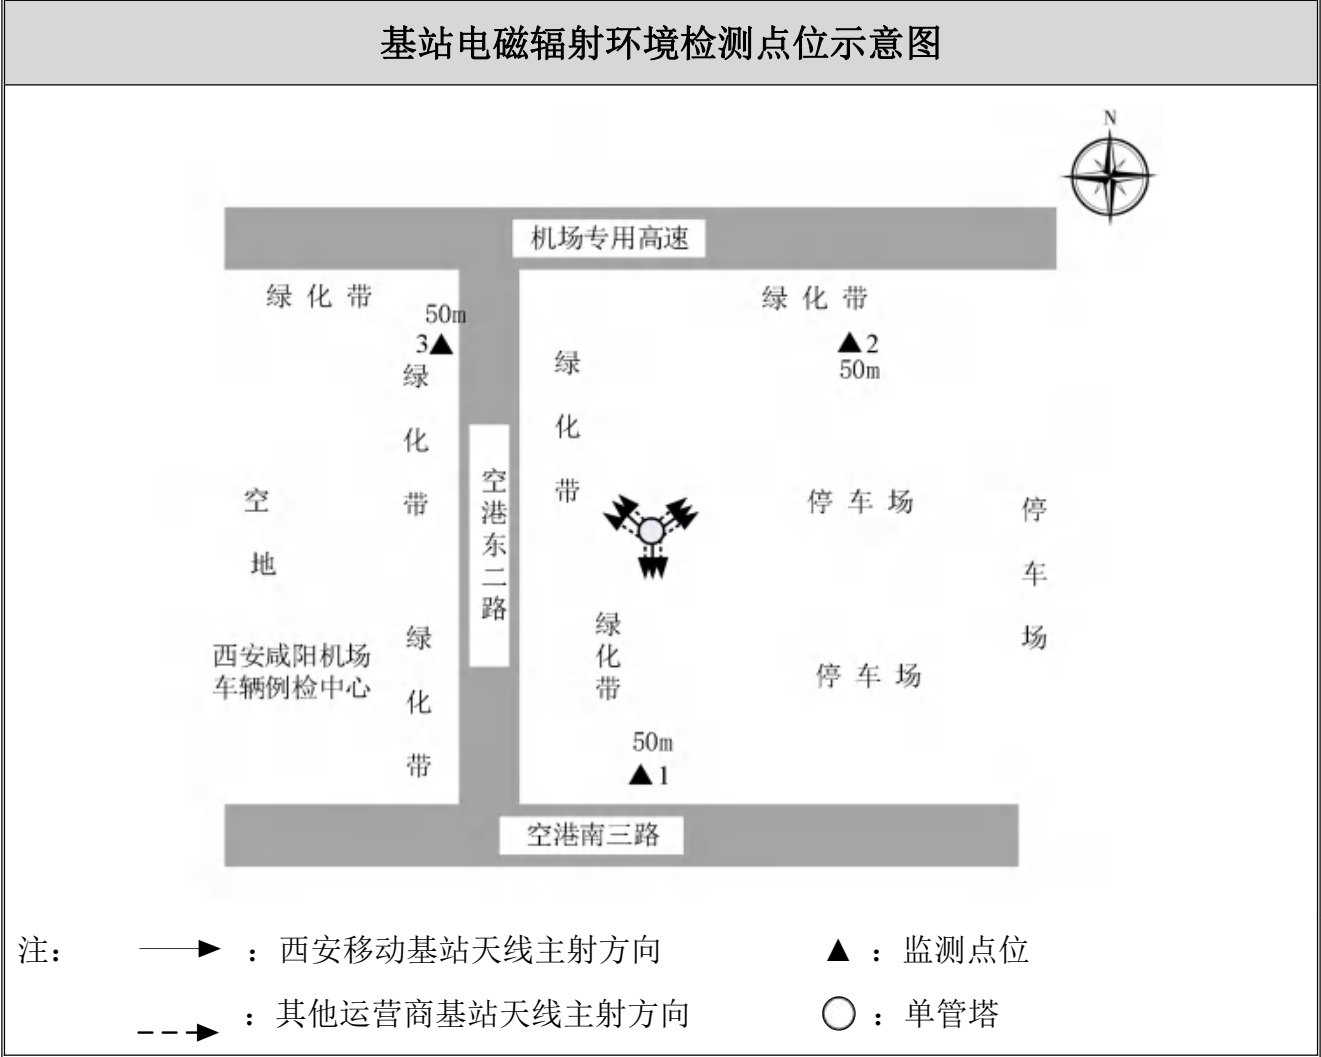 基站电磁辐射环境检测点位示意图
N
机场专用高速
绿化带
绿化带
50m
3▲
▲2
50m
绿化带
绿化带
空港东二路
空地
停车场
停车场
西安咸阳机场
车辆例检中心
绿化带
绿化带
停车场
50m
▲1
空港南三路
注：
：西安移动基站天线主射方向
▲：监测点位
：其他运营商基站天线主射方向
：单管塔